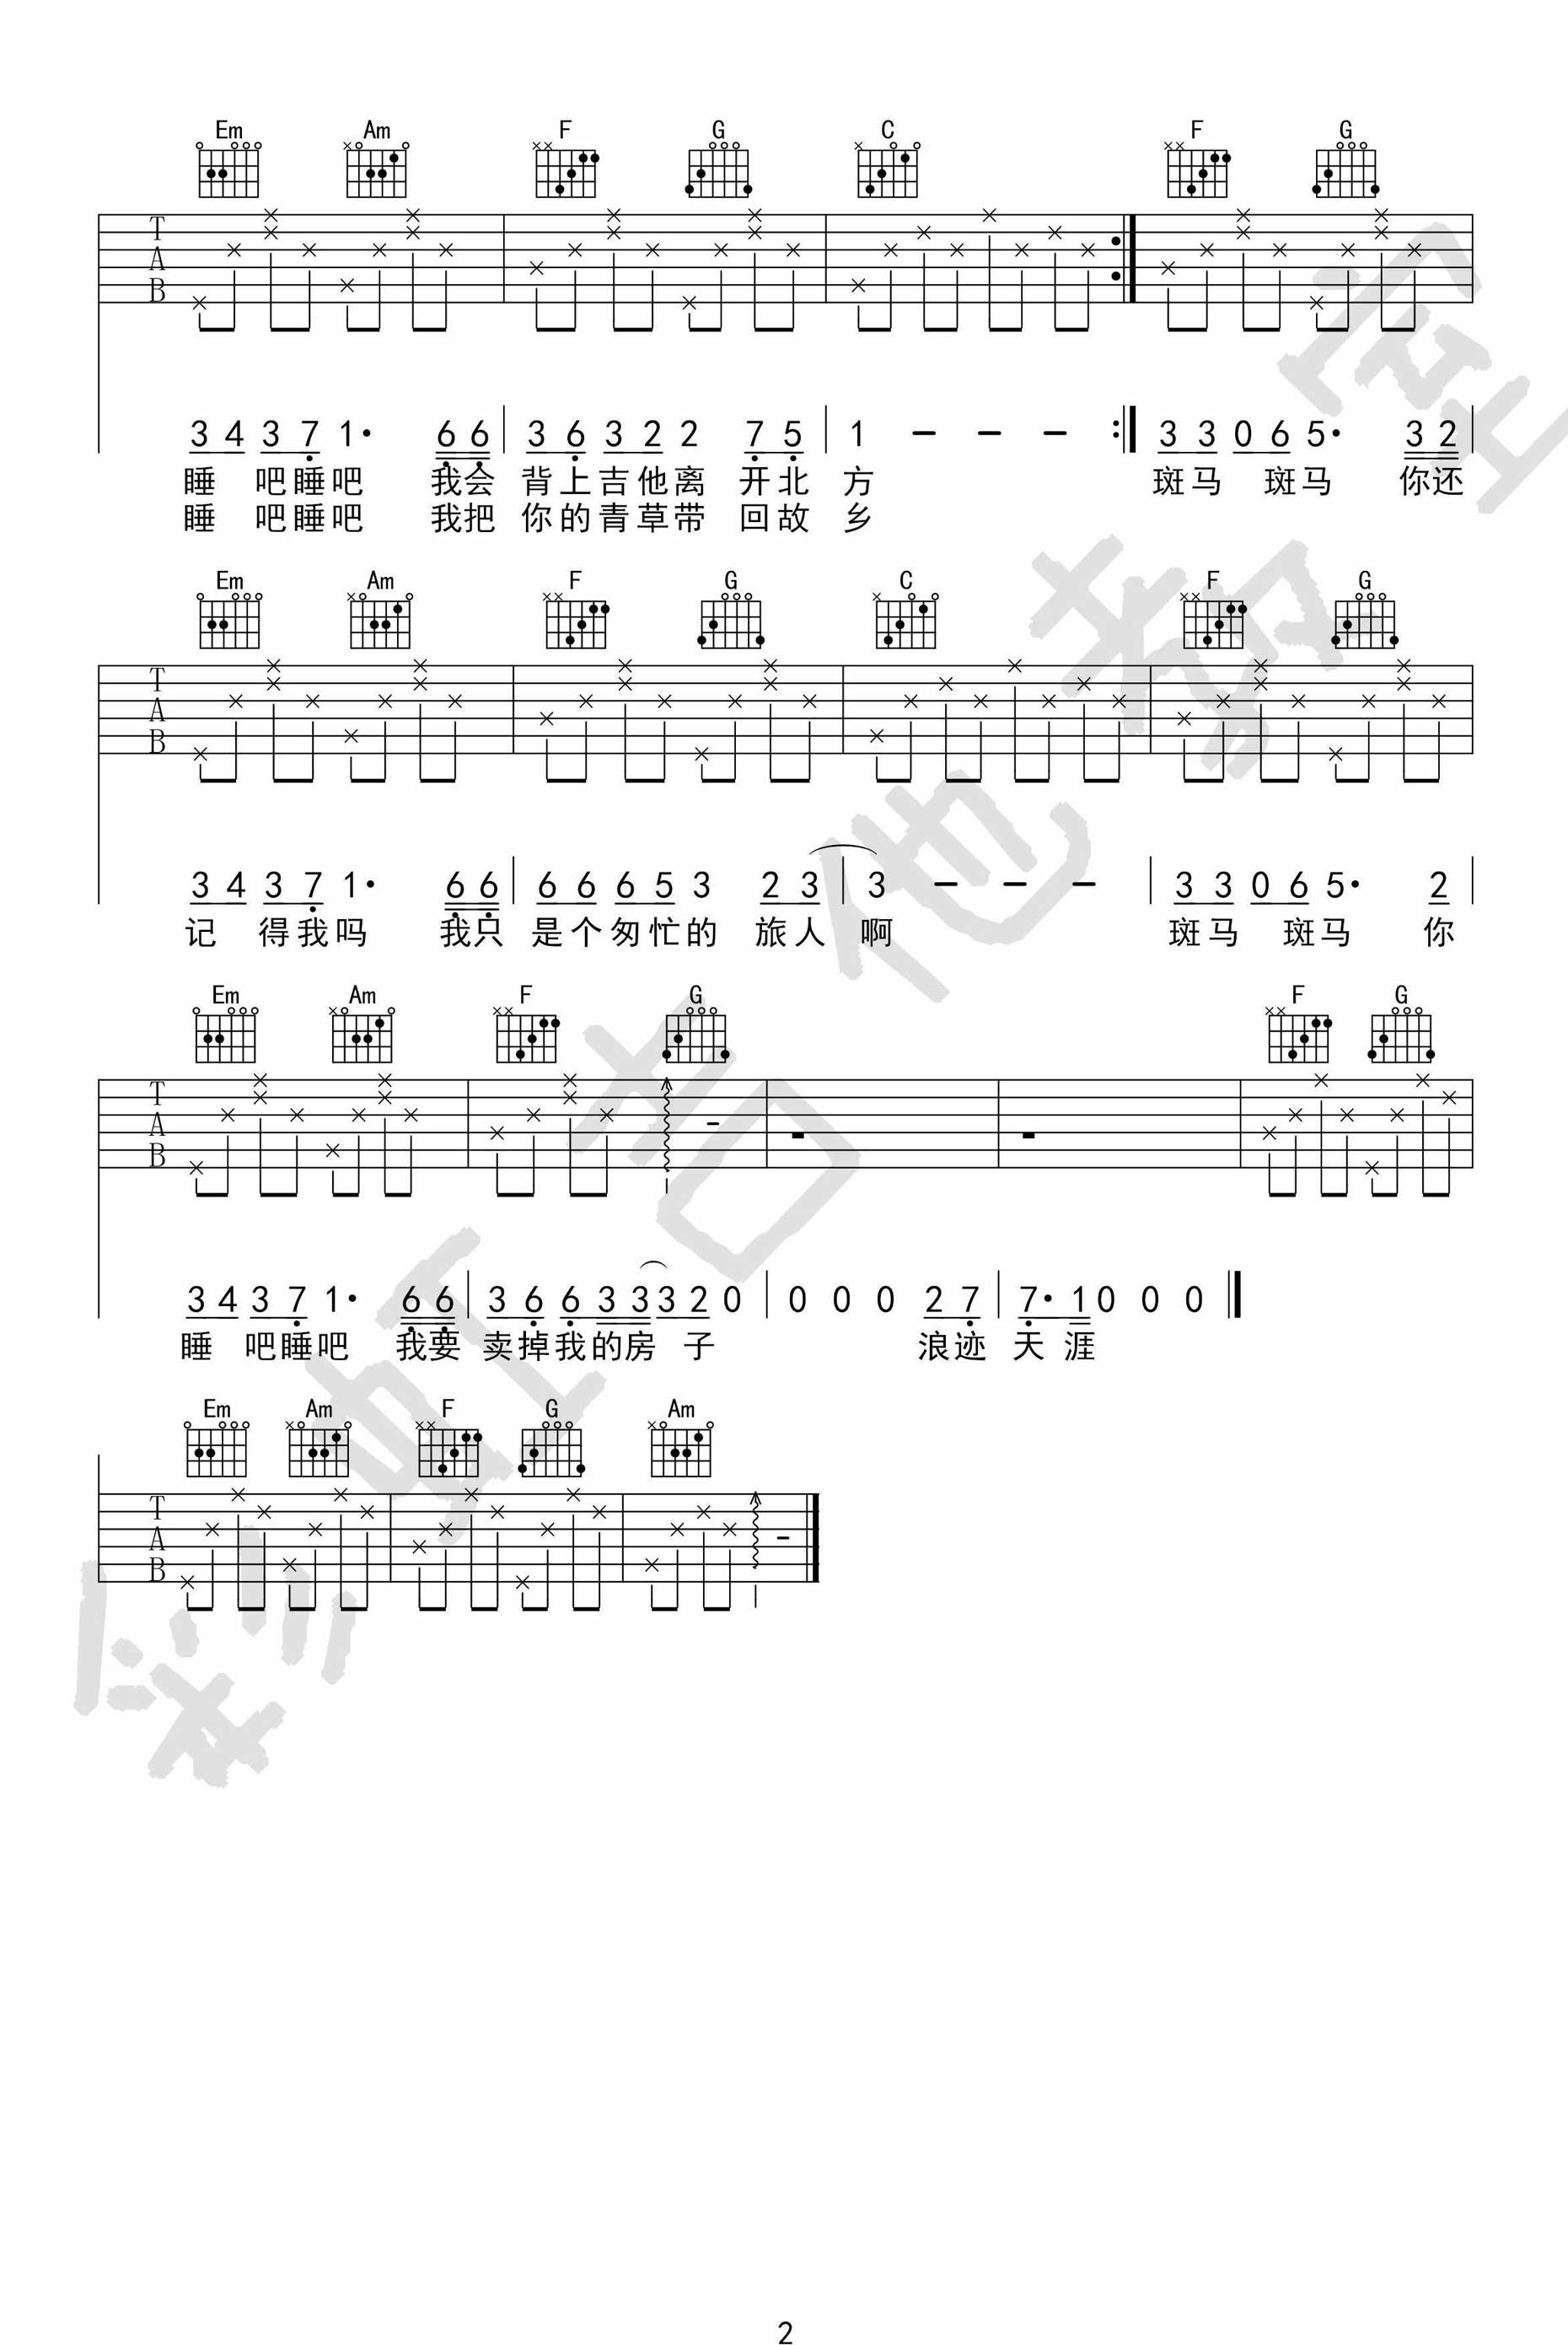 Em Am F G C F G
T
A
B
3 4 3 7 1· 6 6 3 6 3 2 2 7 5 1 - - - 3 3 0 6 5· 3 2
睡 吧睡吧 我会 背上吉他离 开北 方 斑马 斑马 你还
睡 吧睡吧 我把 你的青草带 回故 乡
Em Am F G C F G
T
A
B
3 4 3 7 1· 6 6 6 6 6 5 3 2 3 3 - - - 3 3 0 6 5· 2
记 得我吗 我只 是个匆忙的 旅人 啊 斑马 斑马 你
Em Am F G F G
T
A
B
3 4 3 7 1· 6 6 3 6 6 3 3 3 2 0 0 0 0 2 7 7· 1 0 0 0
睡 吧睡吧 我要 卖掉我的房 子 浪迹 天 涯
Em Am F G Am
T
A
B
彩虹吉他教室
2